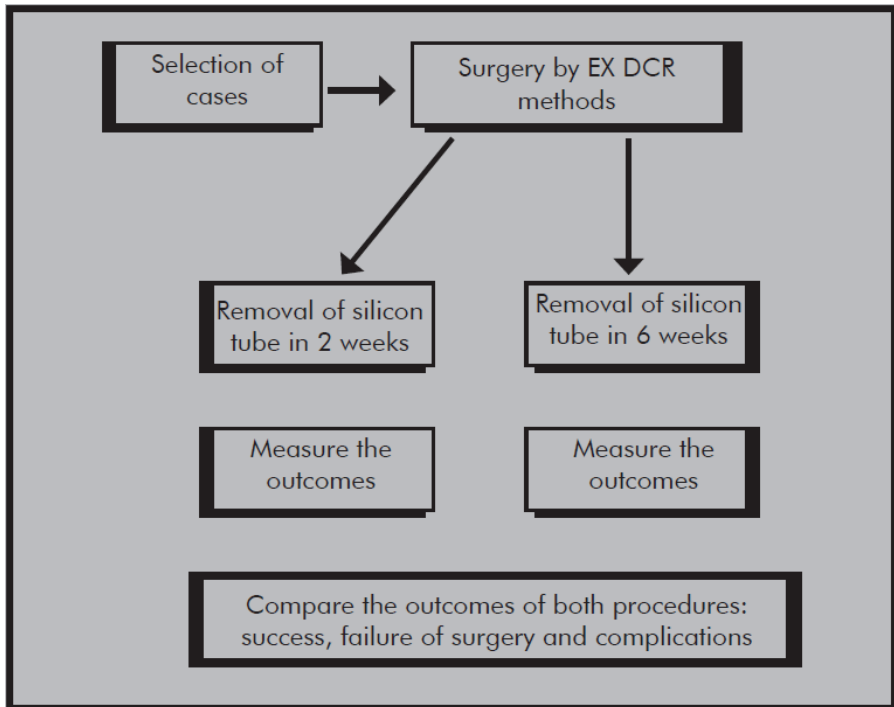 Selection of
cases
Surgery by EX DCR
methods
Removal of silicon
tube in 2 weeks
Removal of silicon
tube in 6 weeks
Measure the
outcomes
Measure the
outcomes
Compare the outcomes of both procedures:
success, failure of surgery and complications